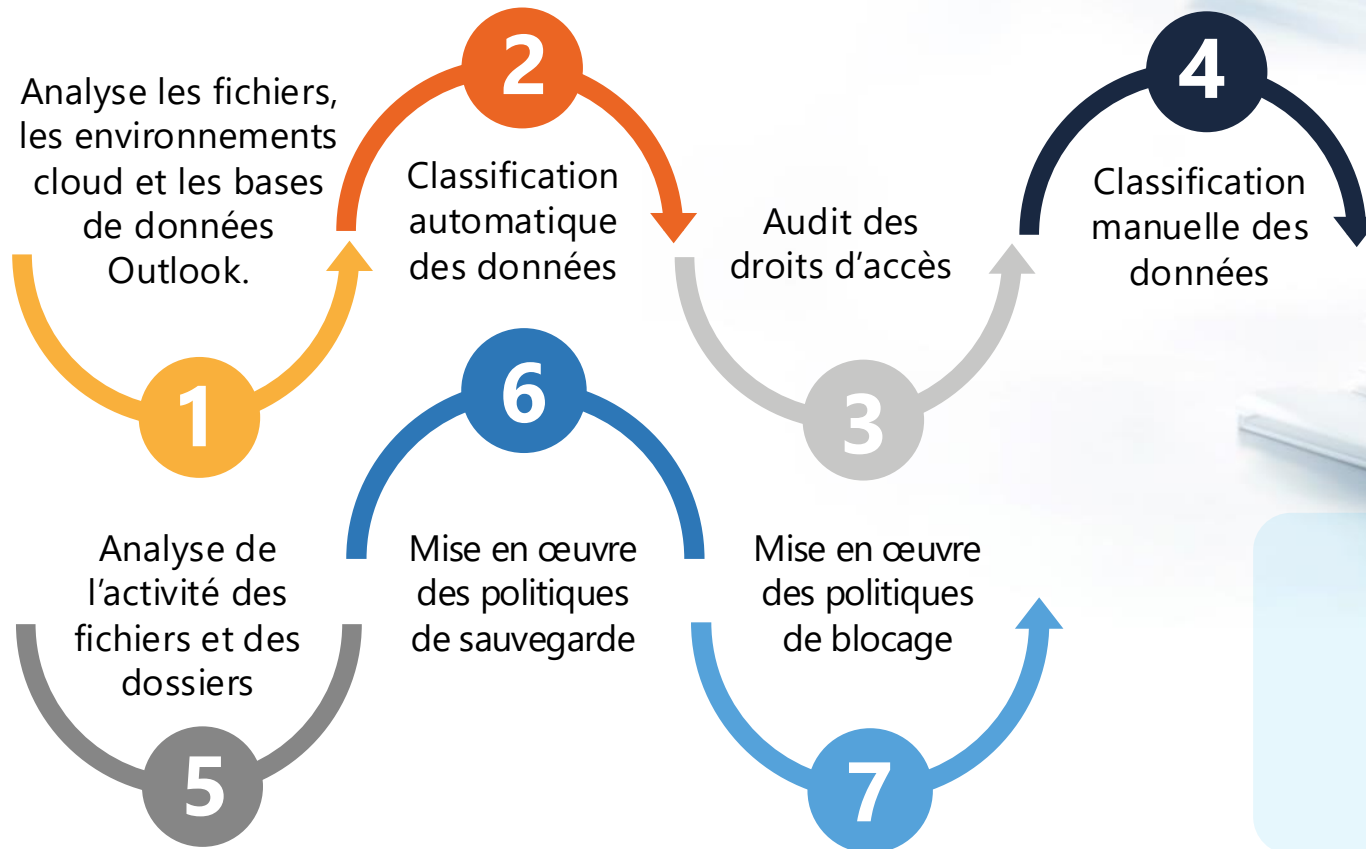 1
Analyse les fichiers,
les environnements
cloud et les bases
de données
Outlook.
2
Classification
automatique
des données
3
Audit des
droits d’accès
4
Classification
manuelle des
données
5
Analyse de
l’activité des
fichiers et des
dossiers
6
Mise en œuvre
des politiques
de sauvegarde
7
Mise en œuvre
des politiques
de blocage